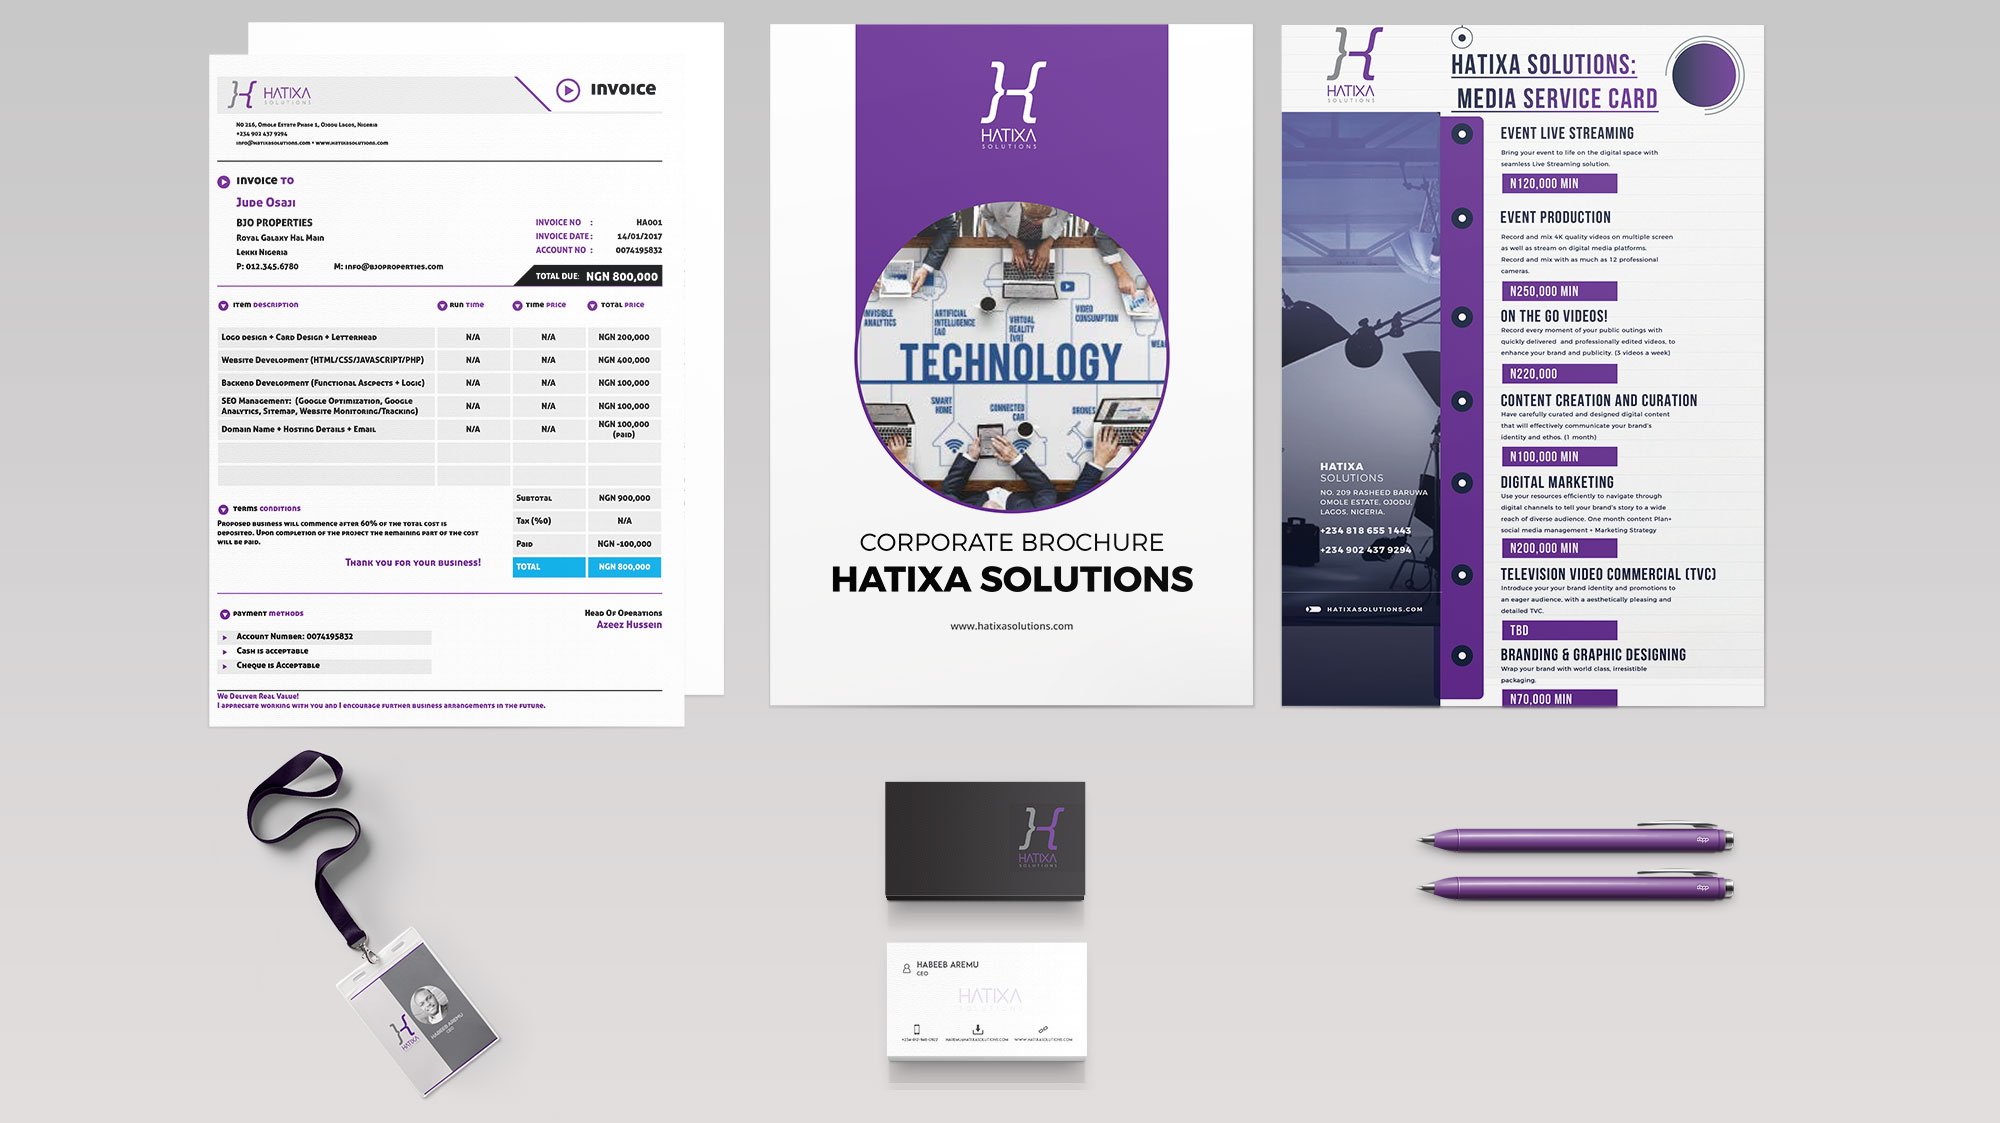 HATIXA
SOLUTIONS
Invoice
No 216, Omole Estate Phase 1, Ojodu Lagos, Nigeria
+234 902 437 9294
info@hatixasolutions.com • www.hatixasolutions.com
Invoice To
Jude Osaji
BJO PROPERTIES
Royal Galaxy Hal Main
Lekki Nigeria
P: 012.345.6780 M: info@bjoproperties.com
INVOICE NO : HA001
INVOICE DATE : 14/01/2017
ACCOUNT NO : 0074195832
TOTAL DUE: NGN 800,000
Item Description Run Time Time Price Total Price
Logo design + Card Design + Letterhead N/A N/A NGN 200,000
Website Development (HTML/CSS/JAVASCRIPT/PHP) N/A N/A NGN 400,000
Backend Development (Functional Ascpects + Logic) N/A N/A NGN 100,000
SEO Management: (Google Optimization, Google
Analytics, Sitemap, Website Monitoring/Tracking) N/A N/A NGN 100,000
Domain Name + Hosting Details + Email N/A N/A NGN 100,000
(paid)
Subtotal NGN 900,000
Tax (%0) N/A
Paid NGN -100,000
TOTAL NGN 800,000
Terms Conditions
Proposed business will commence after 60% of the total cost is
deposited. Upon completion of the project the remaining part of the cost
will be paid.
Thank you for your business!
Payment Methods
Account Number: 0074195832
Cash is acceptable
Cheque is Acceptable
Head Of Operations
Azeez Hussein
We Deliver Real Value!
I appreciate working with you and I encourage further business arrangements in the future.
HATIXA
SOLUTIONS
INVISIBLE
ANALYTICS
ARTIFICIAL
INTELLIGENCE
(AI)
VIRTUAL
REALITY
(VR)
VIDEO
CONSUMPTION
WEA
TECHNOLOGY
SMART
HOME
CONNECTED
CAR
DRONES
CORPORATE BROCHURE
HATIXA SOLUTIONS
www.hatixasolutions.com
HATIXA
SOLUTIONS
HATIXA SOLUTIONS:
MEDIA SERVICE CARD
EVENT LIVE STREAMING
Bring your event to life on the digital space with
seamless Live Streaming solution.
N120,000 MIN
EVENT PRODUCTION
Record and mix 4K quality videos on multiple screen
as well as stream on digital media platforms.
Record and mix with as much as 12 professional
cameras.
N250,000 MIN
ON THE GO VIDEOS!
Record every moment of your public outings with
quickly delivered and professionally edited videos, to
enhance your brand and publicity. (3 videos a week)
N220,000
CONTENT CREATION AND CURATION
Have carefully curated and designed digital content
that will effectively communicate your brand's
identity and ethos. (1 month)
N100,000 MIN
DIGITAL MARKETING
Use your resources efficiently to navigate through
digital channels to tell your brand's story to a wide
reach of diverse audience. One month content Plan+
social media management + Marketing Strategy
N200,000 MIN
TELEVISION VIDEO COMMERCIAL (TVC)
Introduce your your brand identity and promotions to
an eager audience, with a aesthetically pleasing and
detailed TVC.
TBD
BRANDING & GRAPHIC DESIGNING
Wrap your brand with world class, irresistible
packaging.
N70,000 MIN
HATIXA
SOLUTIONS
NO. 209 RASHEED BARUWA
OMOLE ESTATE, OJODU,
LAGOS, NIGERIA.
+234 818 655 1443
+234 902 437 9294
HATIXASOLUTIONS.COM
HATIXA
HABEEB AREMU
CEO
HATIXA
SOLUTIONS
HABEEB AREMU
CEO
HATIXA
SOLUTIONS
WWW.HATIXASOLUTIONS.COM
dopp
dopp